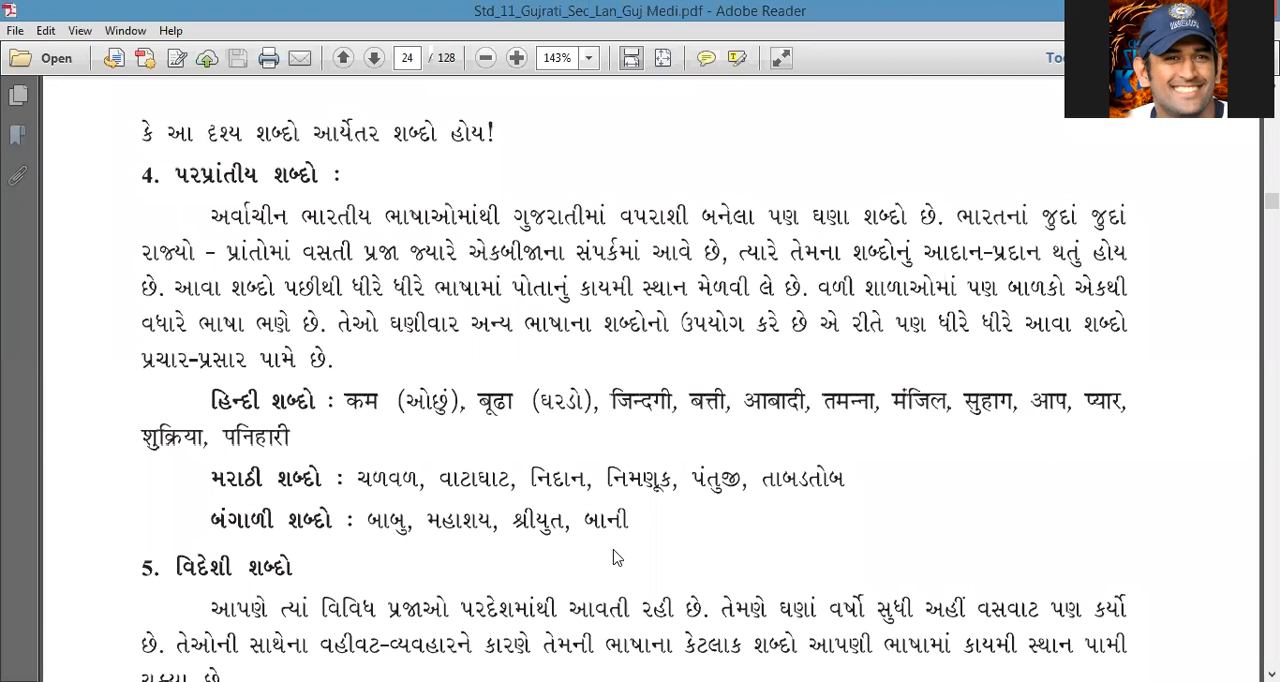 Std_11_Gujrati_Sec_Lan_Guj Medi.pdf - Adobe Reader
File Edit View Window Help
Open 24 / 128 143%
કે આ દૃશ્ય શબ્દો આર્યેતર શબ્દો હોય!
4. પરપ્રાંતીય શબ્દો :
અર્વાચીન ભારતીય ભાષાઓમાંથી ગુજરાતીમાં વપરાશી બનેલા પણ ઘણા શબ્દો છે. ભારતનાં જુદાં જુદાં
રાજ્યો - પ્રાંતોમાં વસતી પ્રજા જ્યારે એકબીજાના સંપર્કમાં આવે છે, ત્યારે તેમના શબ્દોનું આદાન-પ્રદાન થતું હોય
છે. આવા શબ્દો પછીથી ધીરે ધીરે ભાષામાં પોતાનું કાયમી સ્થાન મેળવી લે છે. વળી શાળાઓમાં પણ બાળકો એકથી
વધારે ભાષા ભણે છે. તેઓ ઘણીવાર અન્ય ભાષાના શબ્દોનો ઉપયોગ કરે છે એ રીતે પણ ધીરે ધીરે આવા શબ્દો
પ્રચાર-પ્રસાર પામે છે.
હિન્દી શબ્દો : कम (ઓછું), बूढा (ઘરડો), जिन्दगी, बत्ती, आबादी, तमन्ना, मंजिल, सुहाग, आप, प्यार,
शुक्रिया, पनिहारी
મરાઠી શબ્દો : ચળવળ, વાટાઘાટ, નિદાન, નિમણૂક, પંતુજી, તાબડતોબ
બંગાળી શબ્દો : બાબુ, મહાશય, શ્રીયુત, બાની
5. વિદેશી શબ્દો
આપણે ત્યાં વિવિધ પ્રજાઓ પરદેશમાંથી આવતી રહી છે. તેમણે ઘણાં વર્ષો સુધી અહીં વસવાટ પણ કર્યો
છે. તેઓની સાથેના વહીવટ-વ્યવહારને કારણે તેમની ભાષાના કેટલાક શબ્દો આપણી ભાષામાં કાયમી સ્થાન પામી